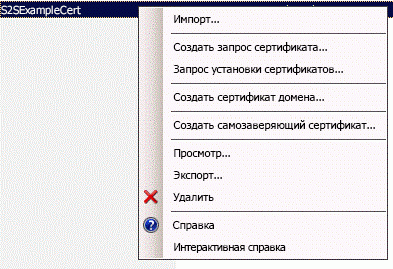 S2SExampleCert
Импорт...
Создать запрос сертификата...
Запрос установки сертификатов...
Создать сертификат домена...
Создать самозаверяющий сертификат...
Просмотр...
Экспорт...
Удалить
Справка
Интерактивная справка